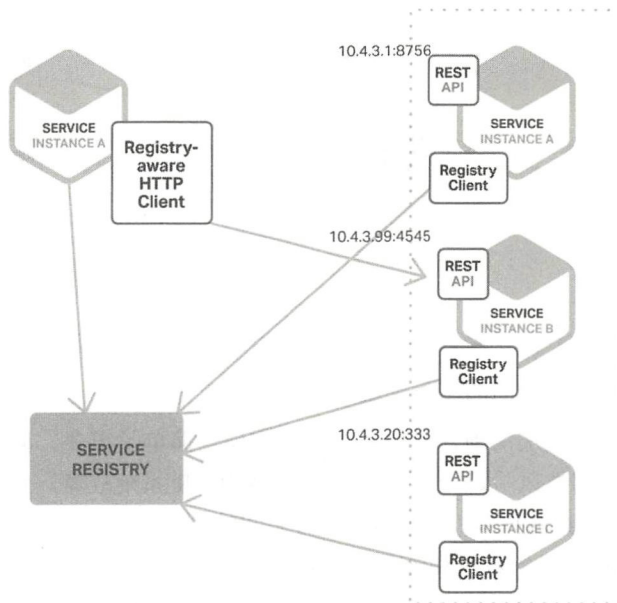 10.4.3.1:8756
REST
API
SERVICE
INSTANCE A
Registry
Client
SERVICE
INSTANCE A
Registry-
aware
HTTP
Client
10.4.3.99:4545
REST
API
SERVICE
INSTANCE B
Registry
Client
SERVICE
REGISTRY
10.4.3.20:333
REST
API
SERVICE
INSTANCE C
Registry
Client